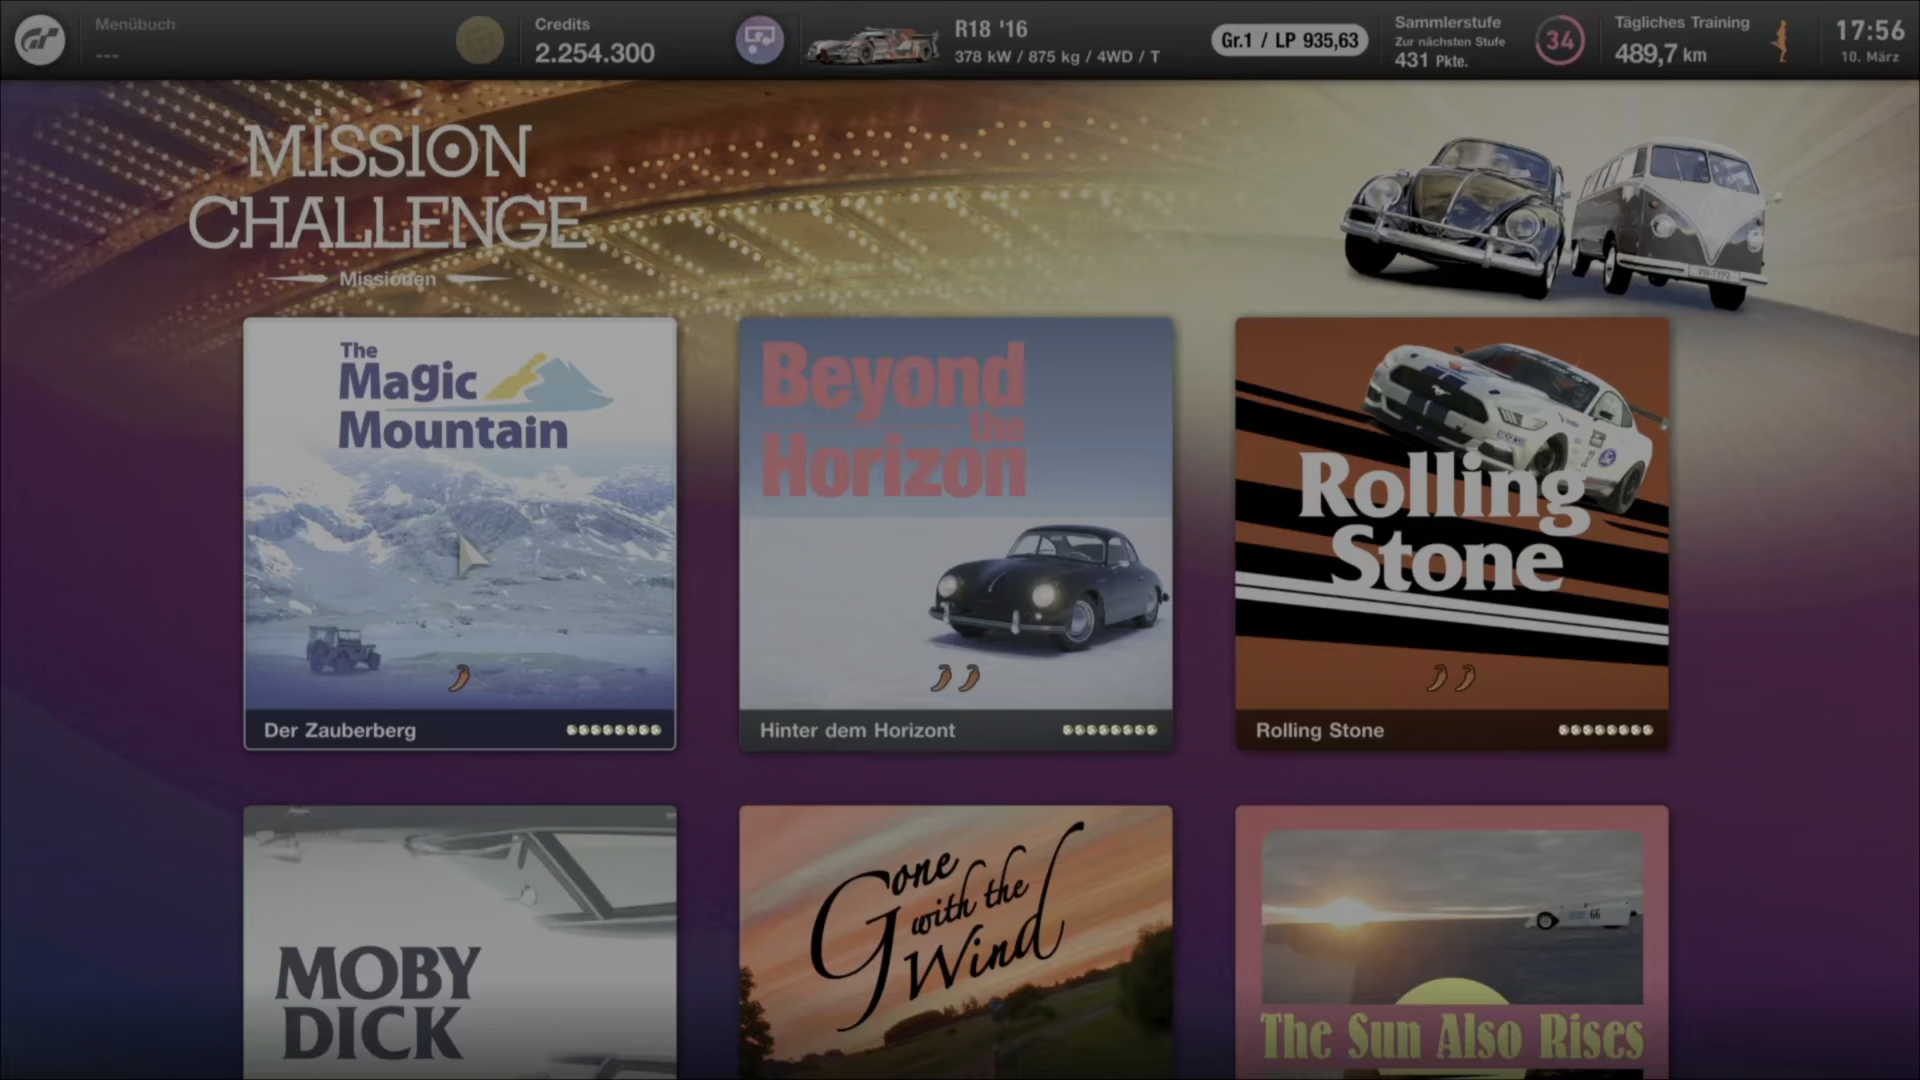 Menübuch
---
Credits
2.254.300
R18 '16
378 kW / 875 kg / 4WD / T
Gr.1 / LP 935,63
Sammlerstufe
Zur nächsten Stufe
431 Pkte.
34
Tägliches Training
489,7 km
17:56
10. März
MISSION
CHALLENGE
Missionen
The
Magic
Mountain
Der Zauberberg
Beyond
the
Horizon
Hinter dem Horizont
Rolling
Stone
Rolling Stone
MOBY
DICK
Gone
with the
Wind
66
The Sun Also Rises